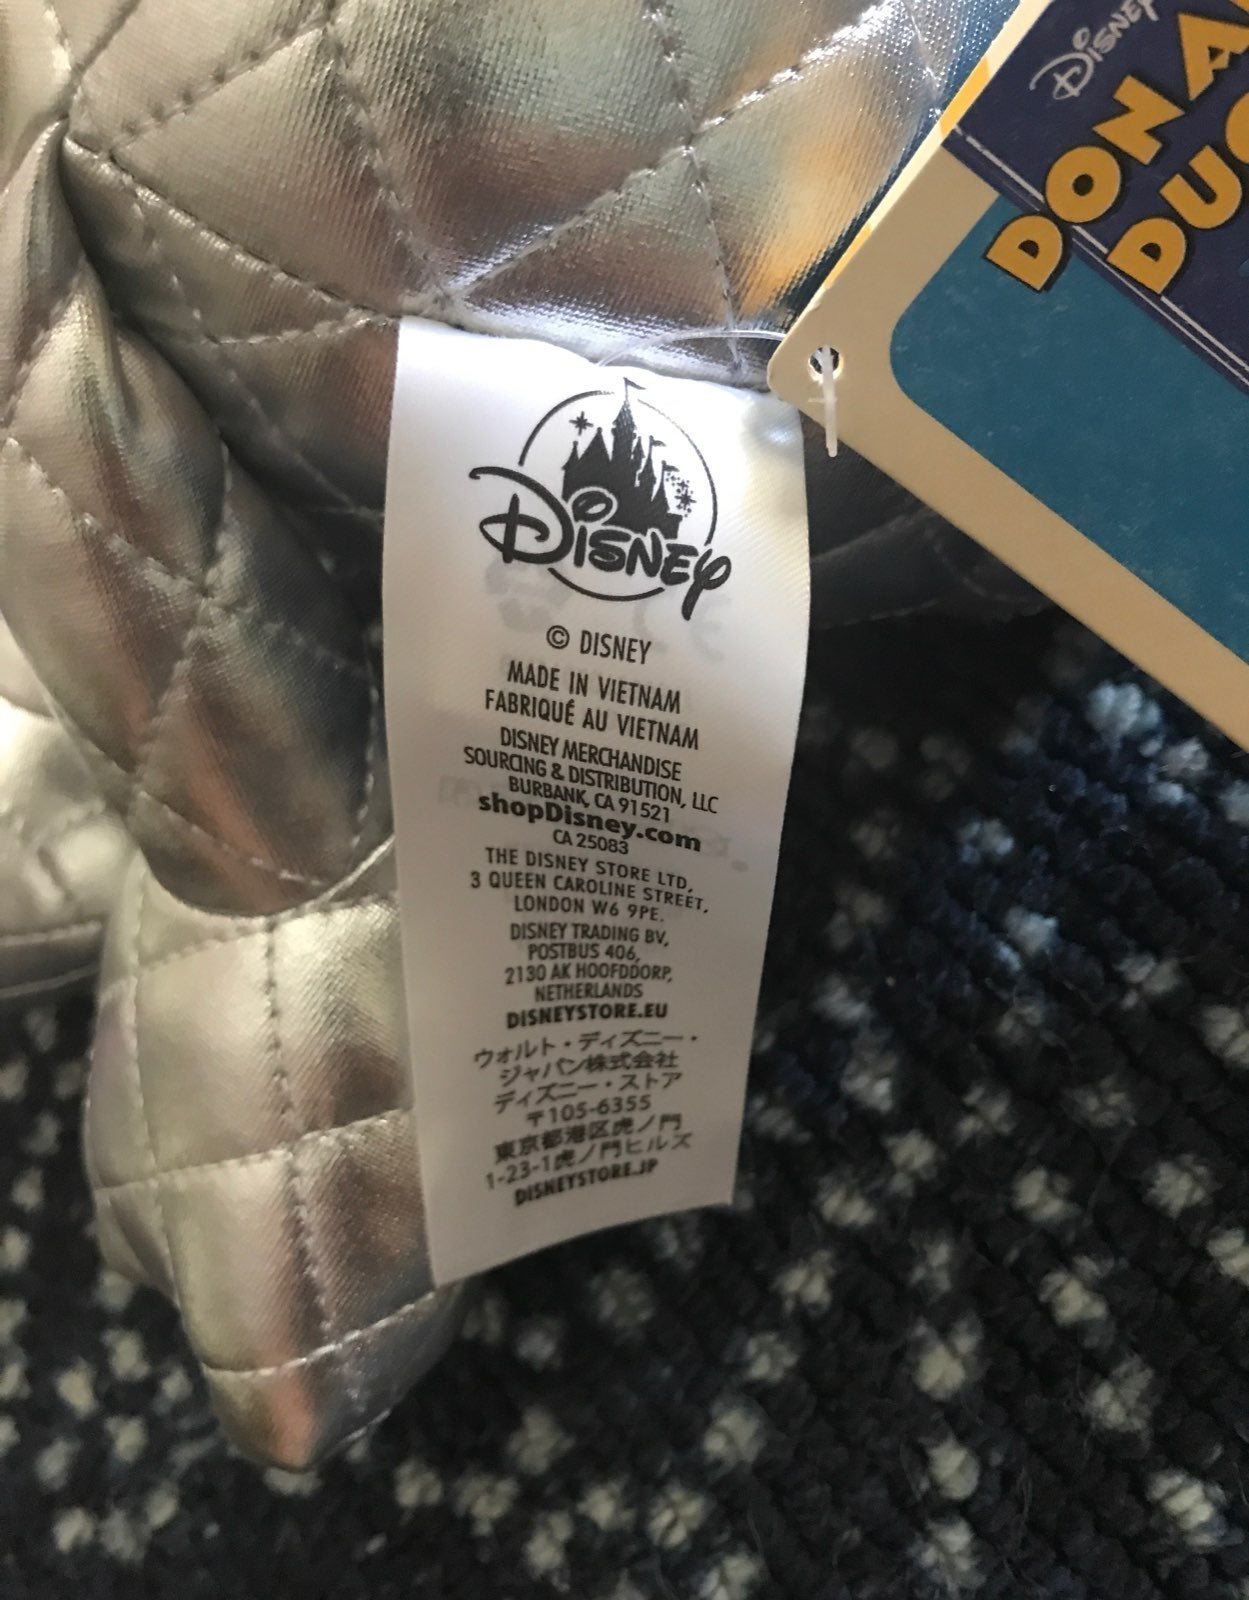 DISNEY
DONA
DUC
DISNEY
© DISNEY
MADE IN VIETNAM
FABRIQUÉ AU VIETNAM
DISNEY MERCHANDISE
SOURCING & DISTRIBUTION, LLC
BURBANK, CA 91521
shopDisney.com
CA 25083
THE DISNEY STORE LTD,
3 QUEEN CAROLINE STREET,
LONDON W6 9PE.
DISNEY TRADING BV,
POSTBUS 406,
2130 AK HOOFDDORP,
NETHERLANDS
DISNEYSTORE.EU
ウォルト・ディズニー・
ジャパン株式会社
ディズニー・ストア
〒105-6355
東京都港区虎ノ門
1-23-1虎ノ門ヒルズ
DISNEYSTORE.JP